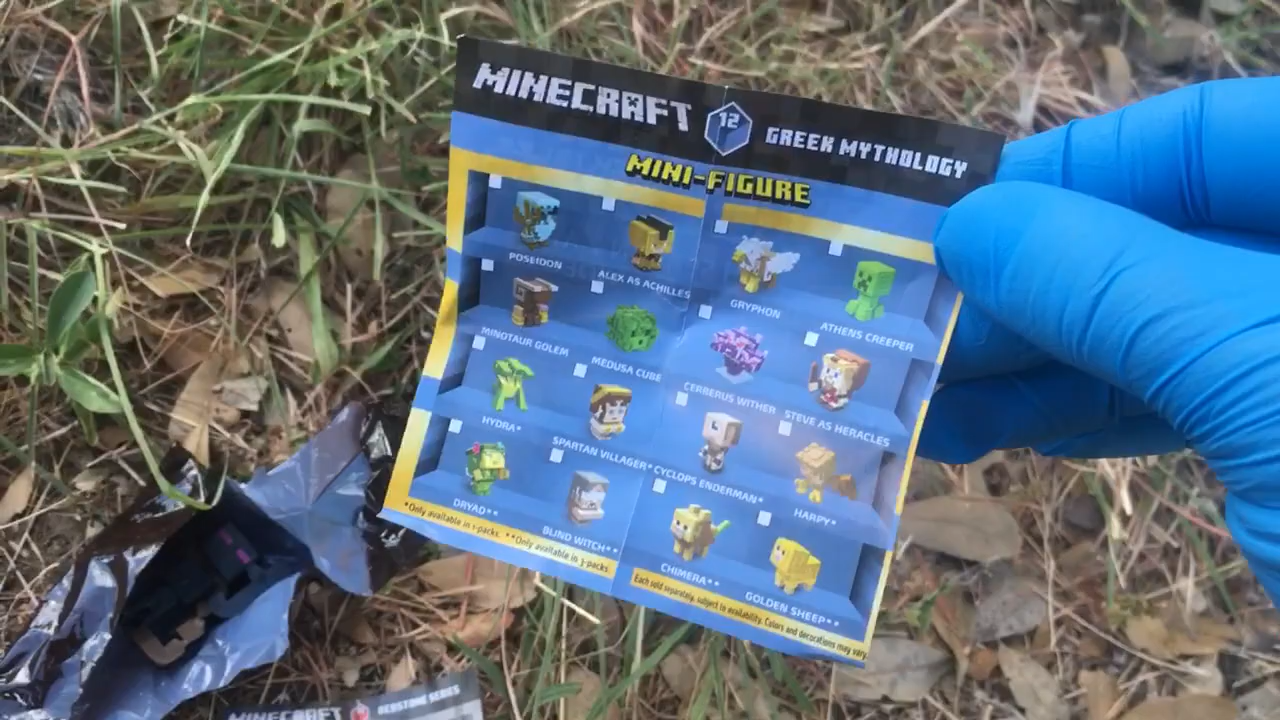 MINECRAFT 12 GREEK MYTHOLOGY
MINI-FIGURE
POSEIDON
ALEX AS ACHILLES
GRYPHON
ATHENS CREEPER
MINOTAUR GOLEM
MEDUSA CUBE
CERBERUS WITHER
STEVE AS HERACLES
HYDRA*
SPARTAN VILLAGER*
CYCLOPS ENDERMAN*
HARPY*
DRYAD**
BLIND WITCH**
CHIMERA**
GOLDEN SHEEP**
*Only available in 1-packs. **Only available in 3-packs.
Each sold separately, subject to availability. Colors and decorations may vary.
MINECRAFT REDSTONE SERIES